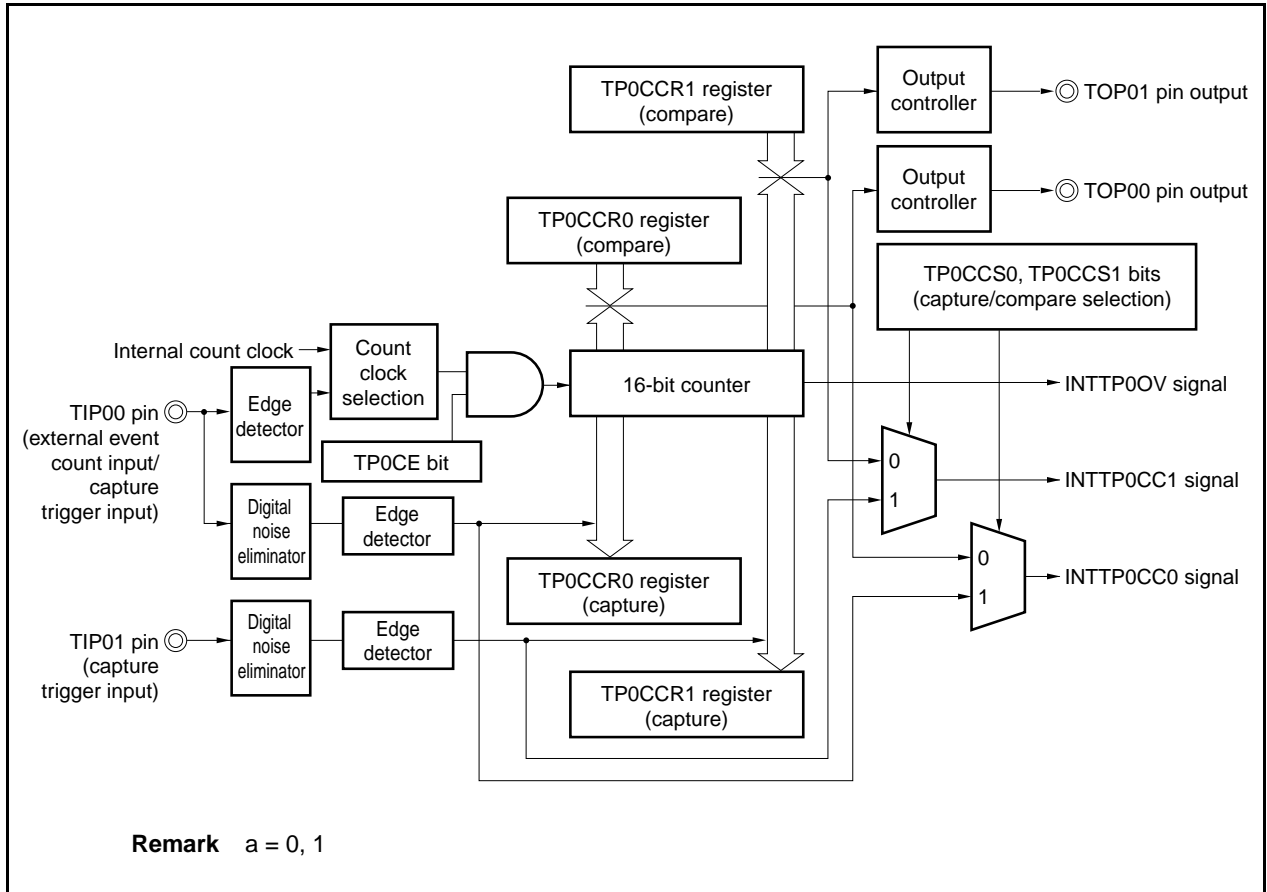 TP0CCR1 register
(compare)
Output
controller
TOP01 pin output
Output
controller
TOP00 pin output
TP0CCR0 register
(compare)
TP0CCS0, TP0CCS1 bits
(capture/compare selection)
Internal count clock
Count
clock
selection
16-bit counter
INTTP0OV signal
TIP00 pin
(external event
count input/
capture
trigger input)
Edge
detector
TP0CE bit
0
1
INTTP0CC1 signal
Digital
noise
eliminator
Edge
detector
TP0CCR0 register
(capture)
0
1
INTTP0CC0 signal
TIP01 pin
(capture
trigger input)
Digital
noise
eliminator
Edge
detector
TP0CCR1 register
(capture)
Remark a = 0, 1